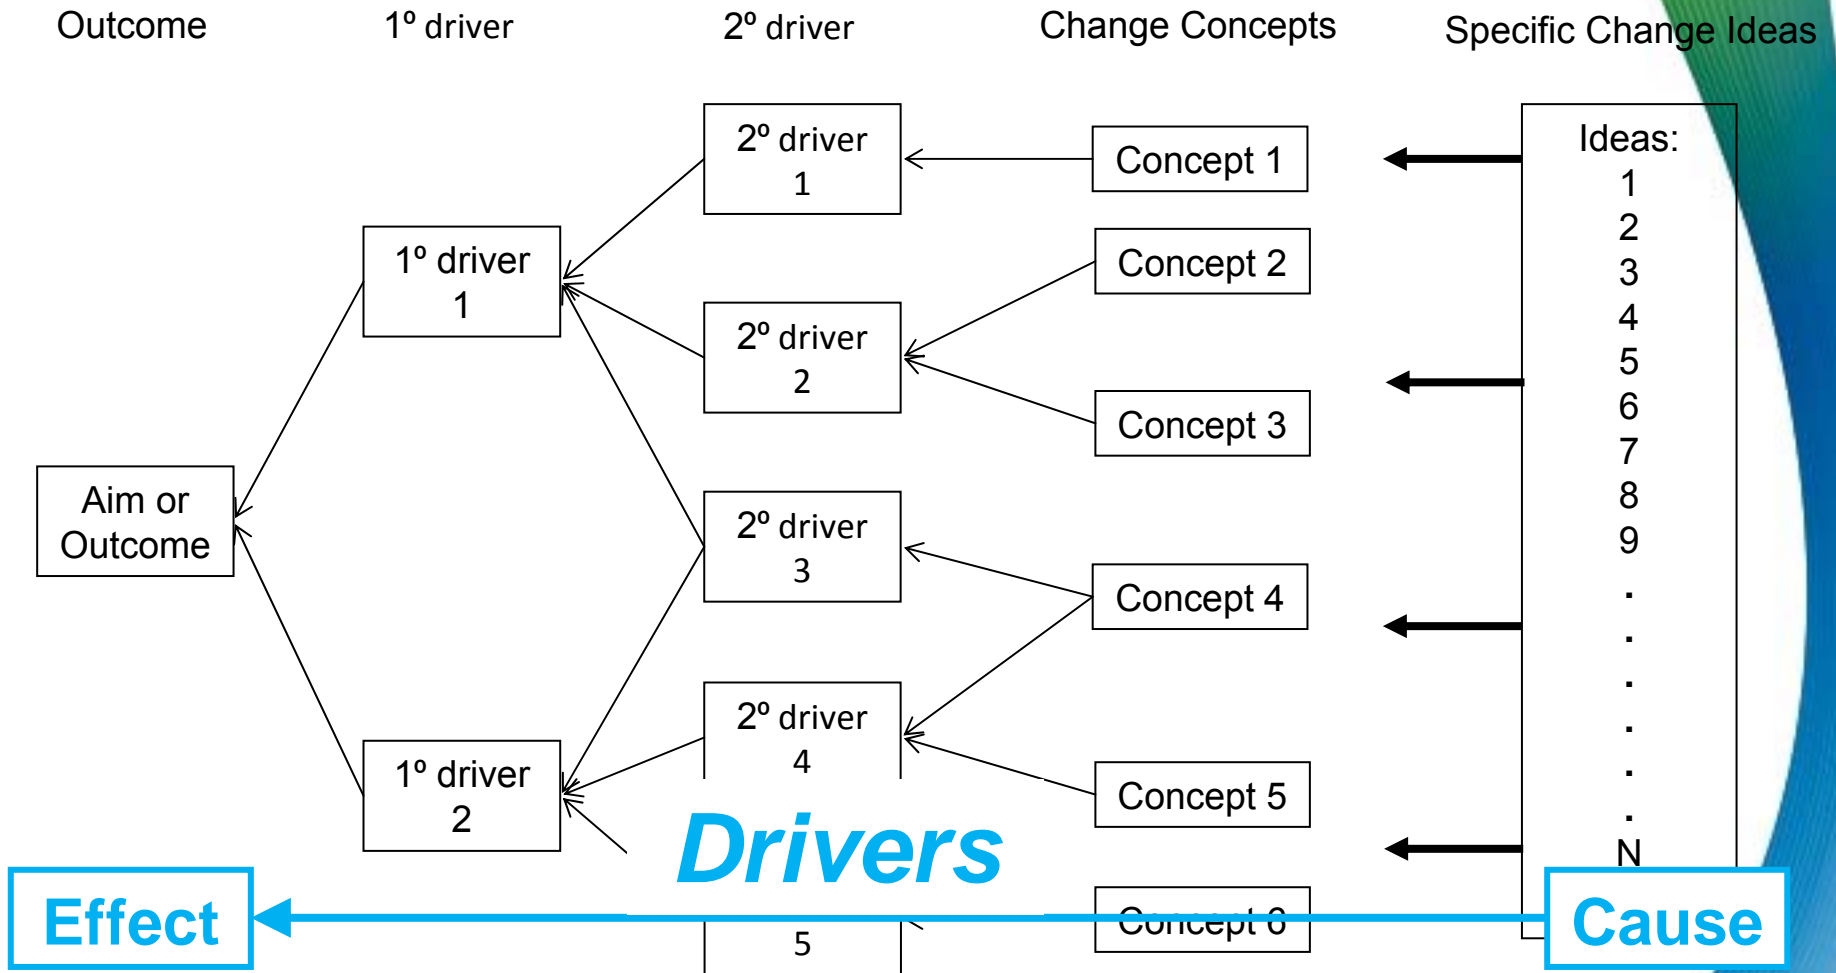 Outcome
1º driver
2º driver
Change Concepts
Specific Change Ideas
2º driver
1
Concept 1
Ideas:
1
2
3
4
5
6
7
8
9
.
.
.
.
.
.
N
1º driver
1
Concept 2
2º driver
2
Concept 3
Aim or
Outcome
2º driver
3
Concept 4
2º driver
4
1º driver
2
Concept 5
Drivers
Effect
Concept 6
Cause
5